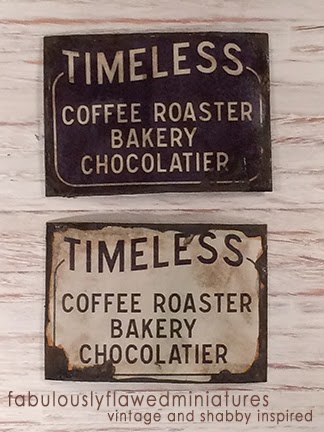 TIMELESS
COFFEE ROASTER
BAKERY
CHOCOLATIER
TIMELESS
COFFEE ROASTER
BAKERY
CHOCOLATIER
fabulouslyflawedminiatures
vintage and shabby inspired